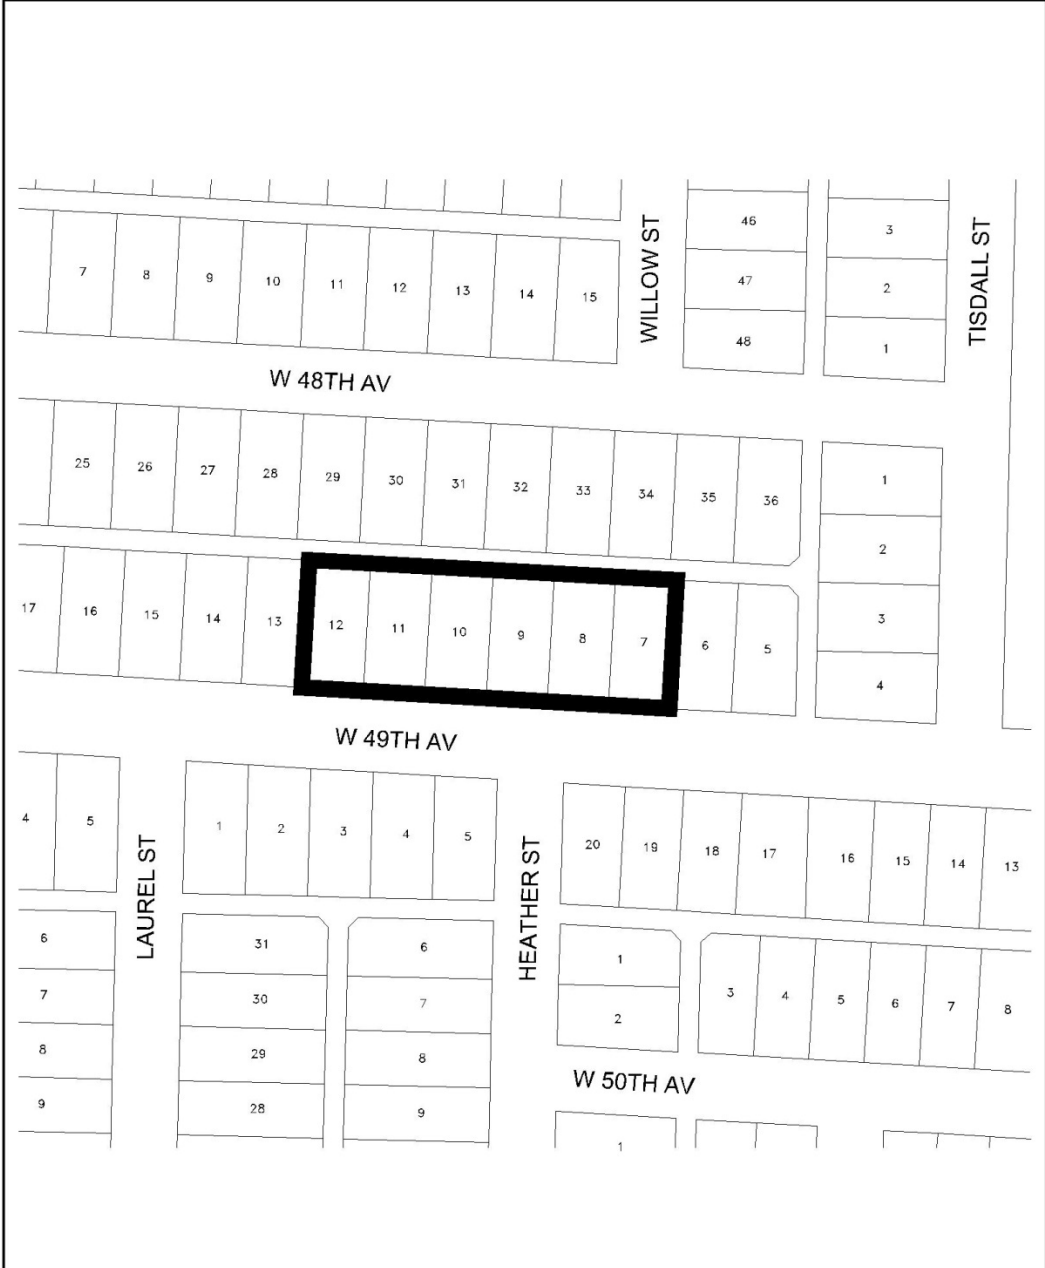 46
3
WILLOW ST
TISDALL ST
7 8 9 10 11 12 13 14 15
47
2
48
1
W 48TH AV
25 26 27 28 29 30 31 32 33 34 35 36
1
2
3
4
17 16 15 14 13 12 11 10 9 8 7 6 5
W 49TH AV
4 5
LAUREL ST
1 2 3 4 5
HEATHER ST
20 19 18 17 16 15 14 13
6
31
6
1
7
30
7
2
3 4 5 6 7 8
8
29
8
W 50TH AV
9
28
9
1